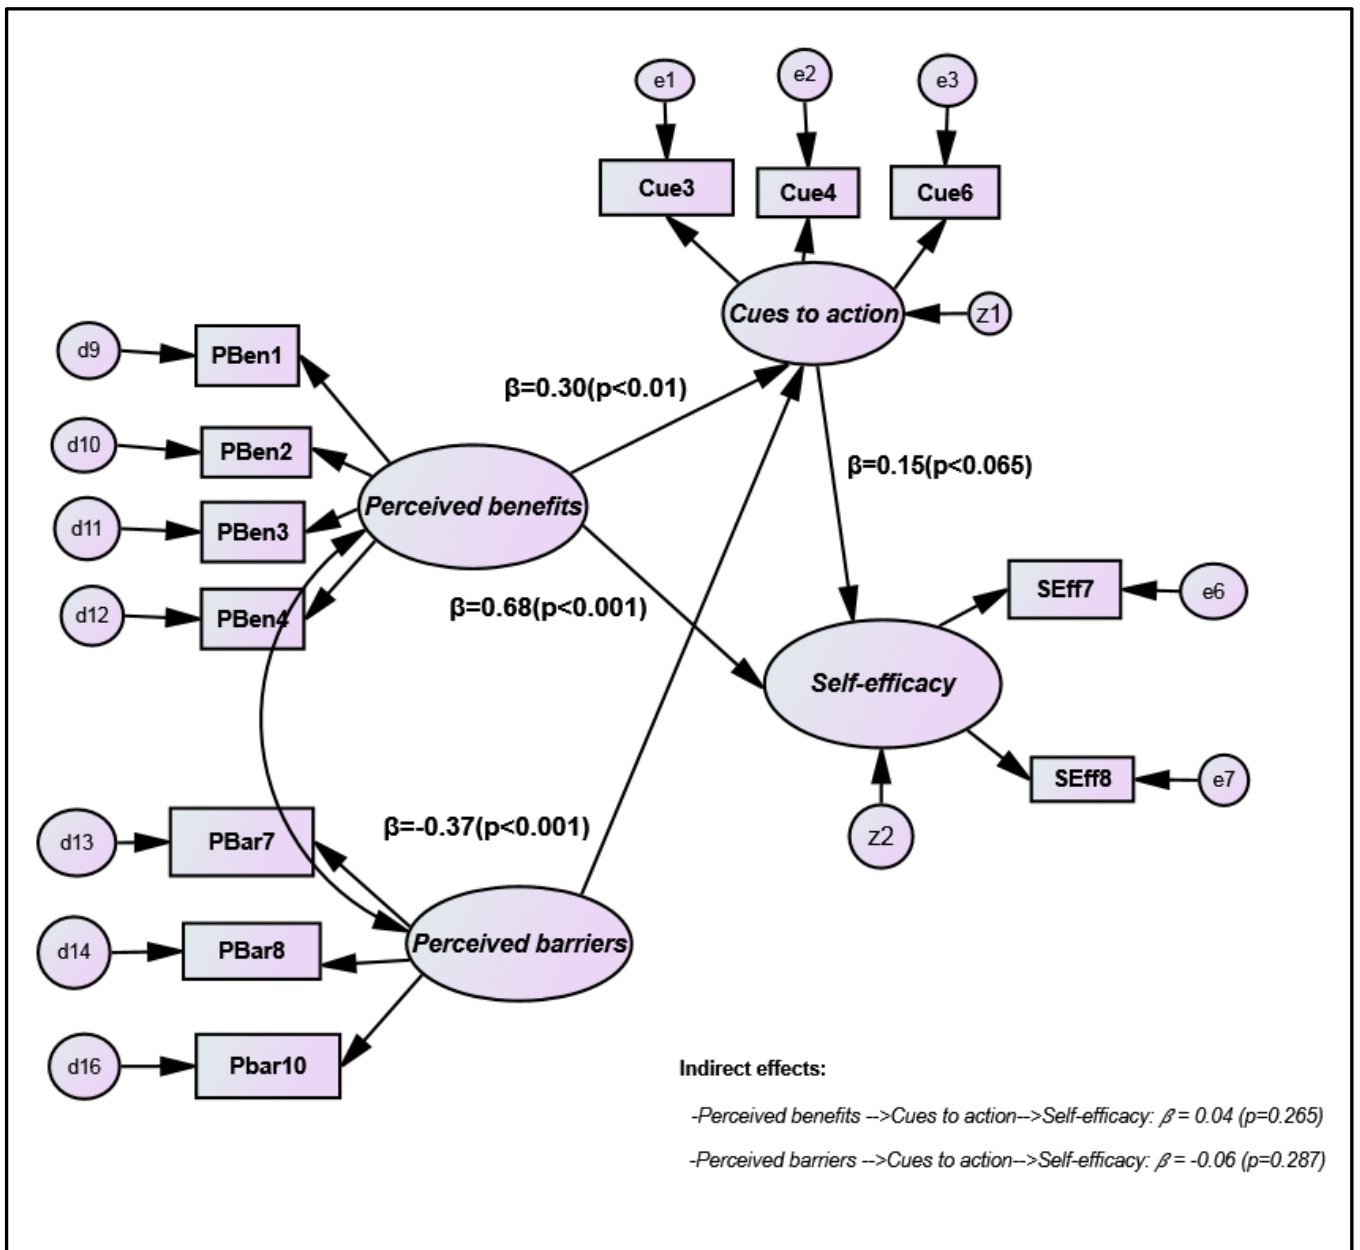 e1
e2
e3
Cue3
Cue4
Cue6
Cues to action
z1
d9
PBen1
β=0.30(p<0.01)
d10
PBen2
β=0.15(p<0.065)
Perceived benefits
d11
PBen3
d12
PBen4
β=0.68(p<0.001)
SEff7
e6
Self-efficacy
SEff8
e7
z2
β=-0.37(p<0.001)
d13
PBar7
Perceived barriers
d14
PBar8
d16
Pbar10
Indirect effects:
-Perceived benefits -->Cues to action-->Self-efficacy: β = 0.04 (p=0.265)
-Perceived barriers -->Cues to action-->Self-efficacy: β = -0.06 (p=0.287)